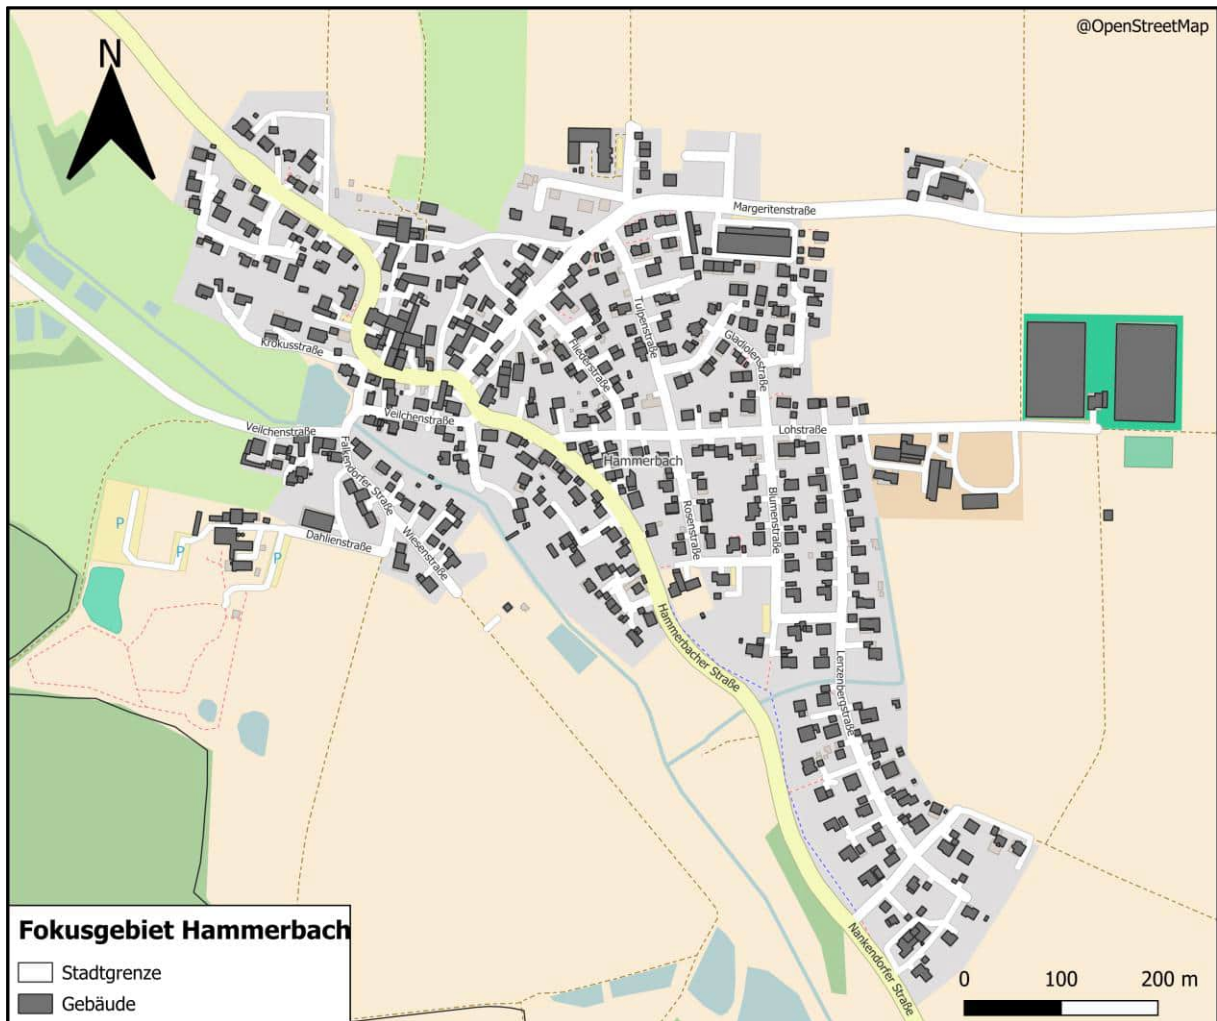 @OpenStreetMap
N
Margeritenstraße
Tulpenstraße
Gladiolenstraße
Fliederstraße
Krokusstraße
Veilchenstraße
Veilchenstraße
Lohstraße
Falkendorfer Straße
Hammerbach
Blumenstraße
Rosenstraße
P
P
P
Dahlienstraße
Wiesenstraße
Hammerbacher Straße
Lenzenbergstraße
Nankendorfer Straße
Fokusgebiet Hammerbach
Stadtgrenze
Gebäude
0 100 200 m